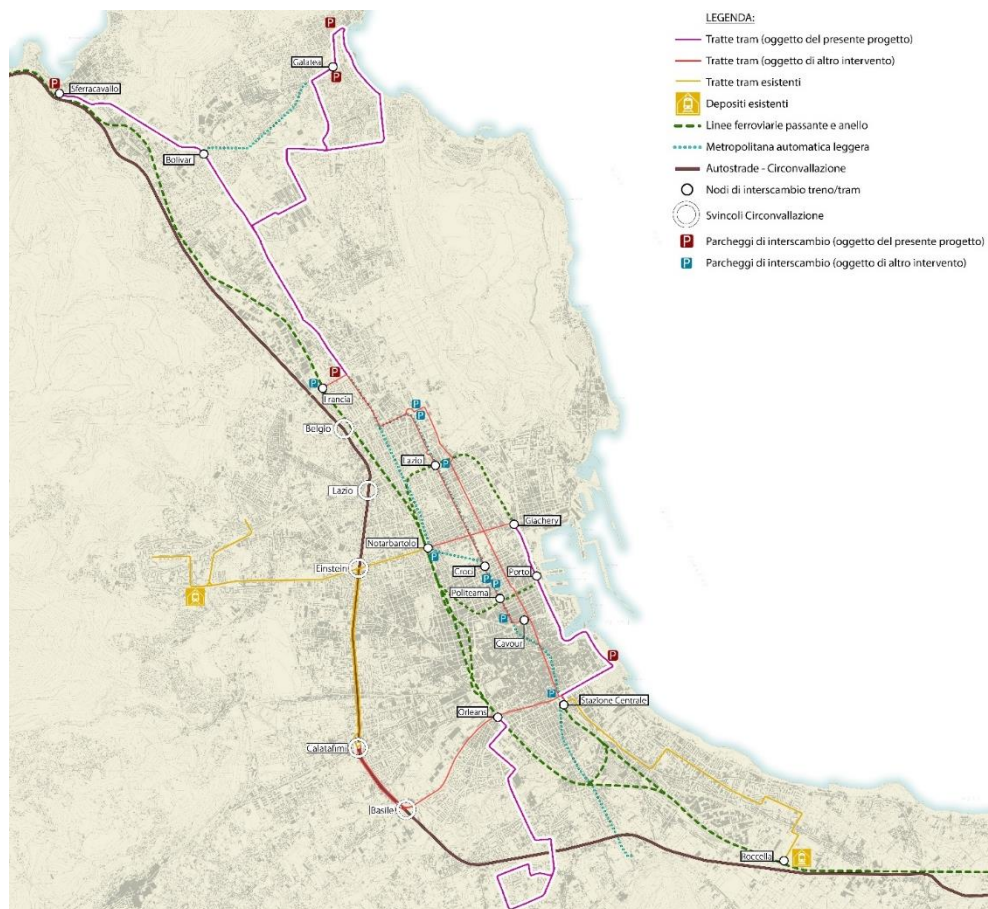 LEGENDA:
Tratte tram (oggetto del presente progetto)
Tratte tram (oggetto di altro intervento)
Tratte tram esistenti
Depositi esistenti
Linee ferroviarie passante e anello
Metropolitana automatica leggera
Autostrade - Circonvallazione
Nodi di interscambio treno/tram
Svincoli Circonvallazione
P Parcheggi di interscambio (oggetto del presente progetto)
P Parcheggi di interscambio (oggetto di altro intervento)
P
Galatea
P
P
Sferracavallo
Bolivar
P
P
Francia
P
P
Belgio
Lazio
P
Lazio
Giachery
Notarbartolo
P
Einstein
Croci
Porto
P
P
Politeama
P
Cavour
P
P
Stazione Centrale
Orleans
Calatafimi
Basile
Roccella